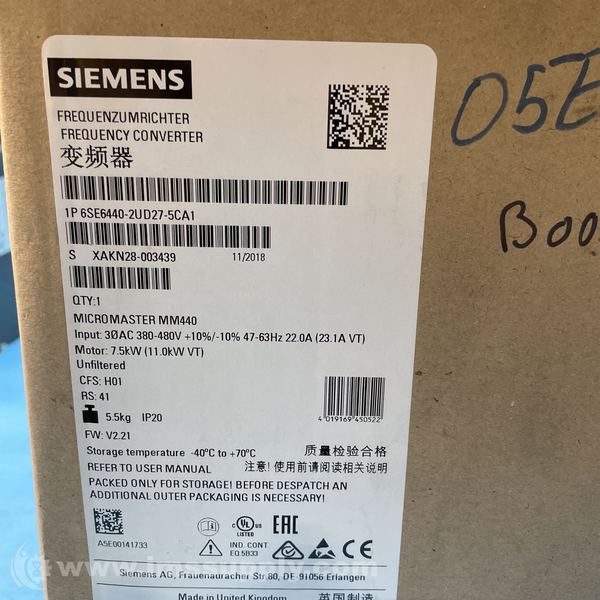 SIEMENS
FREQUENZUMRICHTER
FREQUENCY CONVERTER
变频器
1P 6SE6440-2UD27-5CA1
S XAKN28-003439 11/2018
QTY:1
MICROMASTER MM440
Input: 3ØAC 380-480V +10%/-10% 47-63Hz 22.0A (23.1A VT)
Motor: 7.5kW (11.0kW VT)
Unfiltered
CFS: H01
RS: 41
5.5kg IP20
4 019169 450522
FW: V2.21
Storage temperature -40°C to +70°C 质量检验合格
REFER TO USER MANUAL 注意! 使用前请阅读相关说明
PACKED ONLY FOR SHIPPING! BEFORE DESPATCH AN
ADDITIONAL OUTER PACKAGING IS NECESSARY!
A5E00141733
c UL us LISTED
IND. CONT
EQ.5B33
EAC
CE
Siemens AG, Frauenauracher Str.80, DE-91056 Erlangen
Made in United Kingdom 英国制造
05E
Boo